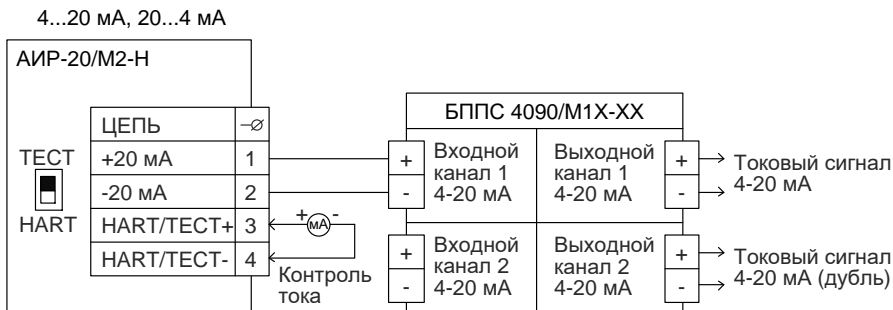 4...20 мА, 20...4 мА
АИР-20/М2-Н
ЦЕПЬ
ТЕСТ
HART
+20 мА 1
-20 мА 2
HART/ТЕСТ+ 3
HART/ТЕСТ- 4
+ мА -
Контроль
тока
БППС 4090/М1Х-ХХ
+
-
Входной
канал 1
4-20 мА
Выходной
канал 1
4-20 мА
+
-
Токовый сигнал
4-20 мА
+
-
Входной
канал 2
4-20 мА
Выходной
канал 2
4-20 мА
+
-
Токовый сигнал
4-20 мА (дубль)